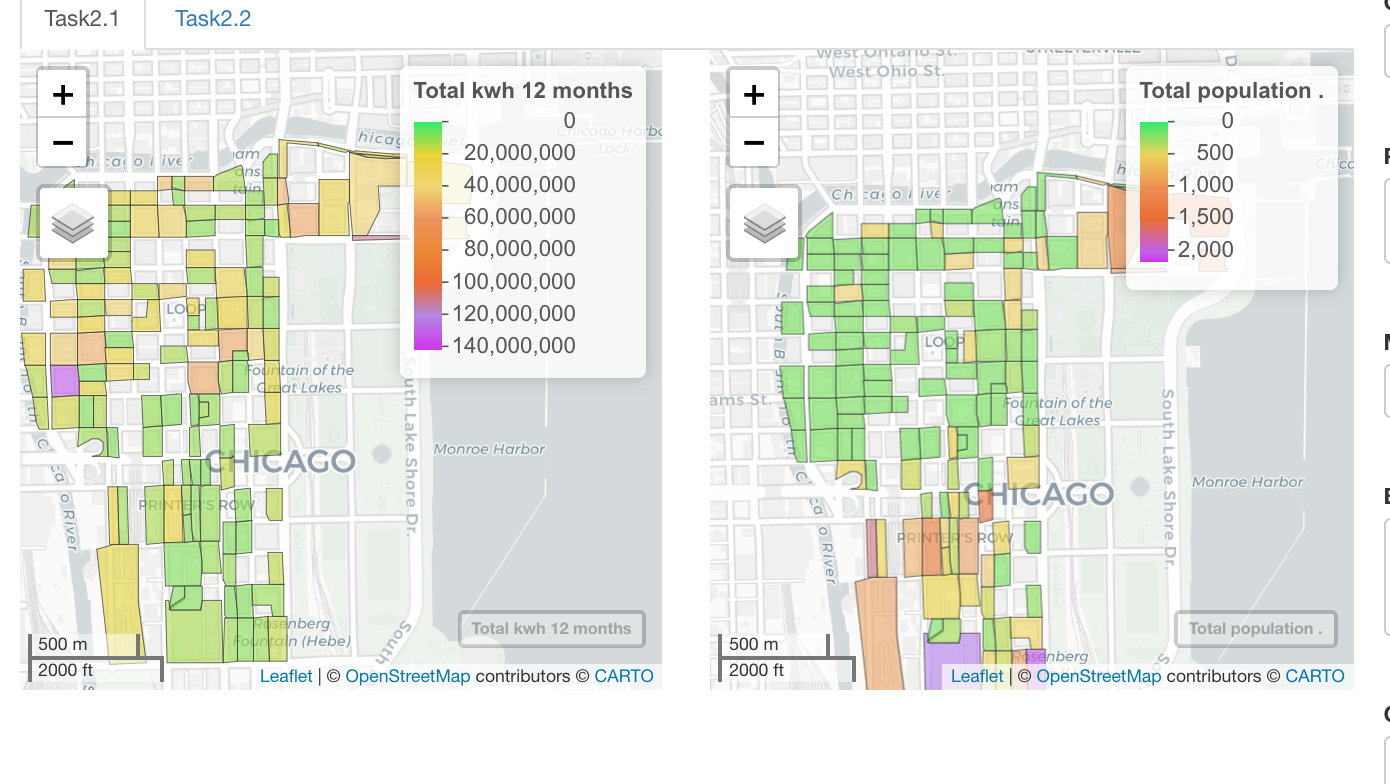 Task2.1
Task2.2
+
−
Total kwh 12 months
0
20,000,000
40,000,000
60,000,000
80,000,000
100,000,000
120,000,000
140,000,000
LOOP
Fountain of the
Great Lakes
South Lake Shore Dr.
Monroe Harbor
CHICAGO
PRINTER'S ROW
Rosenberg
Fountain (Hebe)
South
Total kwh 12 months
500 m
2000 ft
Leaflet | © OpenStreetMap contributors © CARTO
West Ontario St.
West Ohio St.
STREETERVILLE
+
−
Total population .
0
500
1,000
1,500
2,000
LOOP
Fountain of the
Great Lakes
South Lake Shore Dr.
Monroe Harbor
CHICAGO
PRINTER'S ROW
Rosenberg
Total population .
500 m
2000 ft
Leaflet | © OpenStreetMap contributors © CARTO